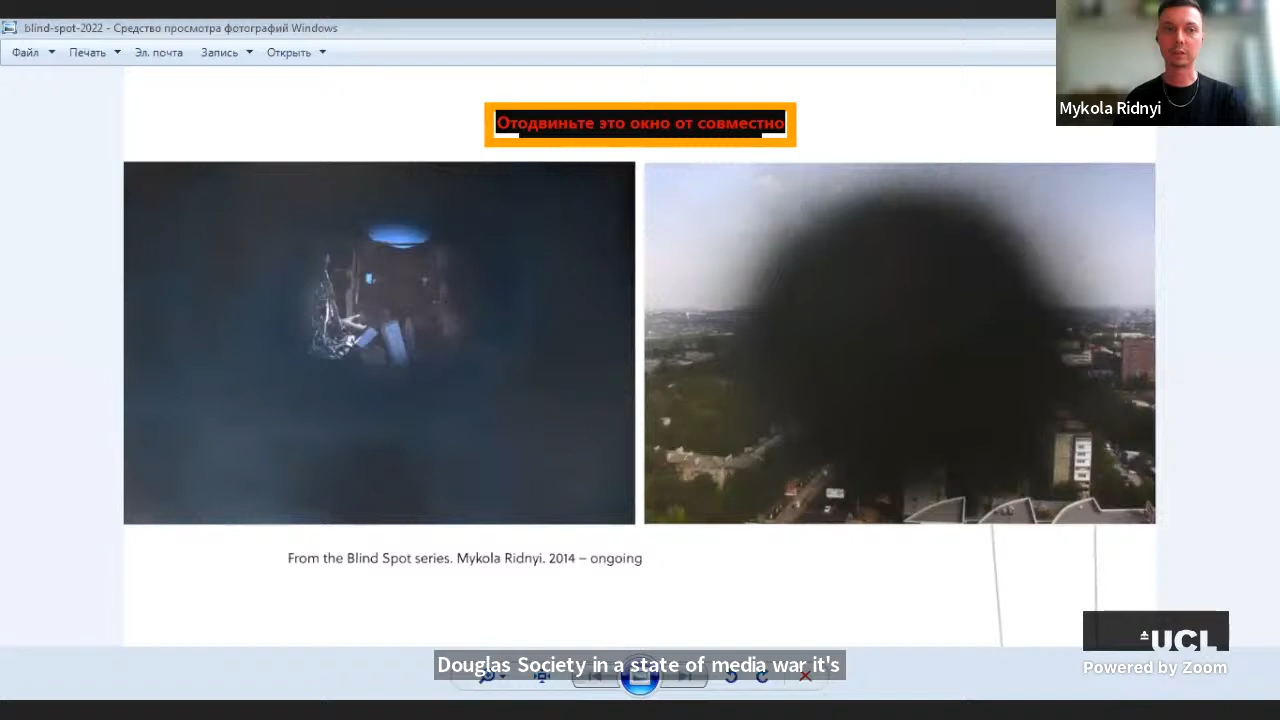 blind-spot-2022 - Средство просмотра фотографий Windows
Файл Печать Эл. почта Запись Открыть
Mykola Ridnyi
Отодвиньте это окно от совместно
From the Blind Spot series. Mykola Ridnyi. 2014 – ongoing
UCL
Powered by Zoom
Douglas Society in a state of media war it's